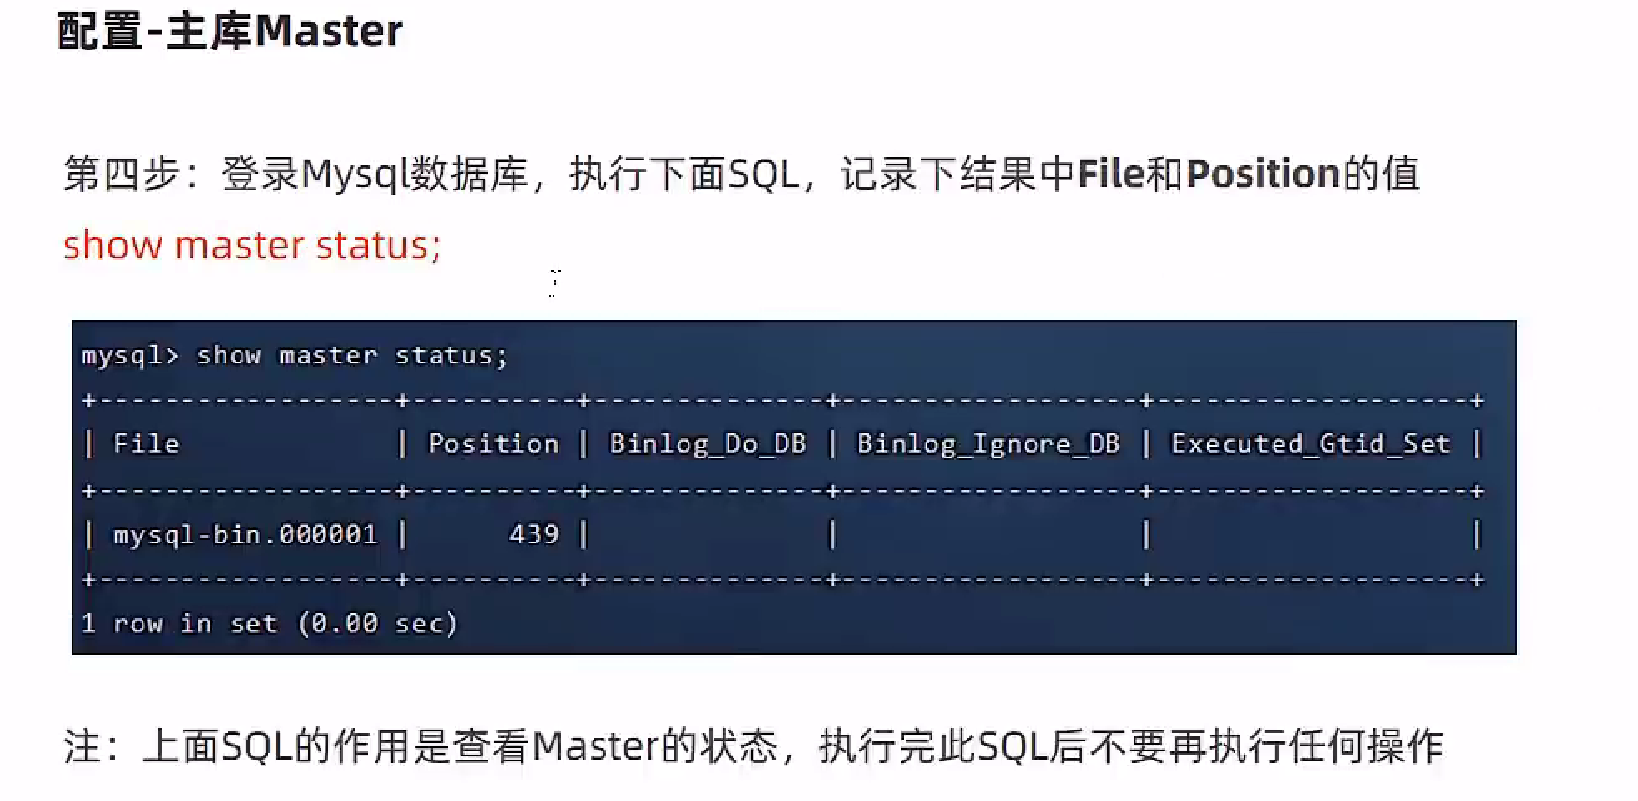 配置-主库Master
第四步：登录Mysql数据库，执行下面SQL，记录下结果中File和Position的值
show master status;
mysql> show master status;
+------------------+----------+--------------+------------------+-------------------+
| File             | Position | Binlog_Do_DB | Binlog_Ignore_DB | Executed_Gtid_Set |
+------------------+----------+--------------+------------------+-------------------+
| mysql-bin.000001 |      439 |              |                  |                   |
+------------------+----------+--------------+------------------+-------------------+
1 row in set (0.00 sec)
注：上面SQL的作用是查看Master的状态，执行完此SQL后不要再执行任何操作